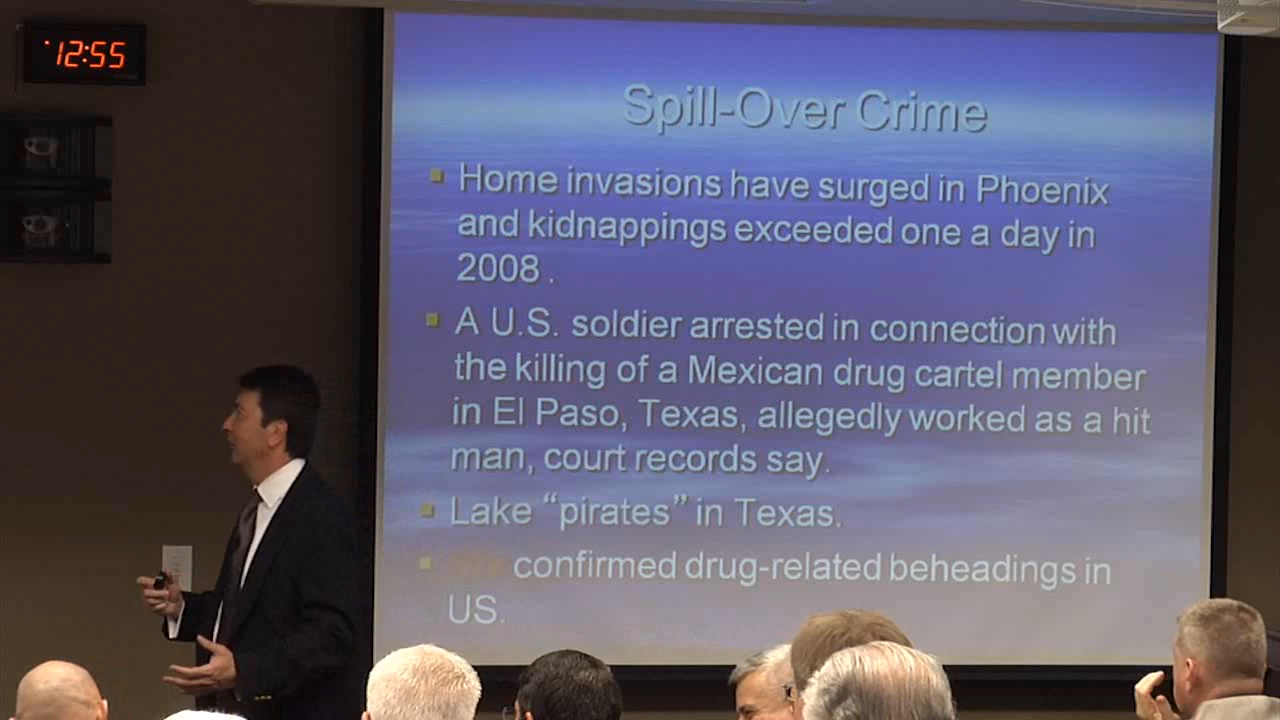 12:55
Spill-Over Crime
Home invasions have surged in Phoenix
and kidnappings exceeded one a day in
2008 .
A U.S. soldier arrested in connection with
the killing of a Mexican drug cartel member
in El Paso, Texas, allegedly worked as a hit
man, court records say.
Lake “pirates” in Texas.
confirmed drug-related beheadings in
US.